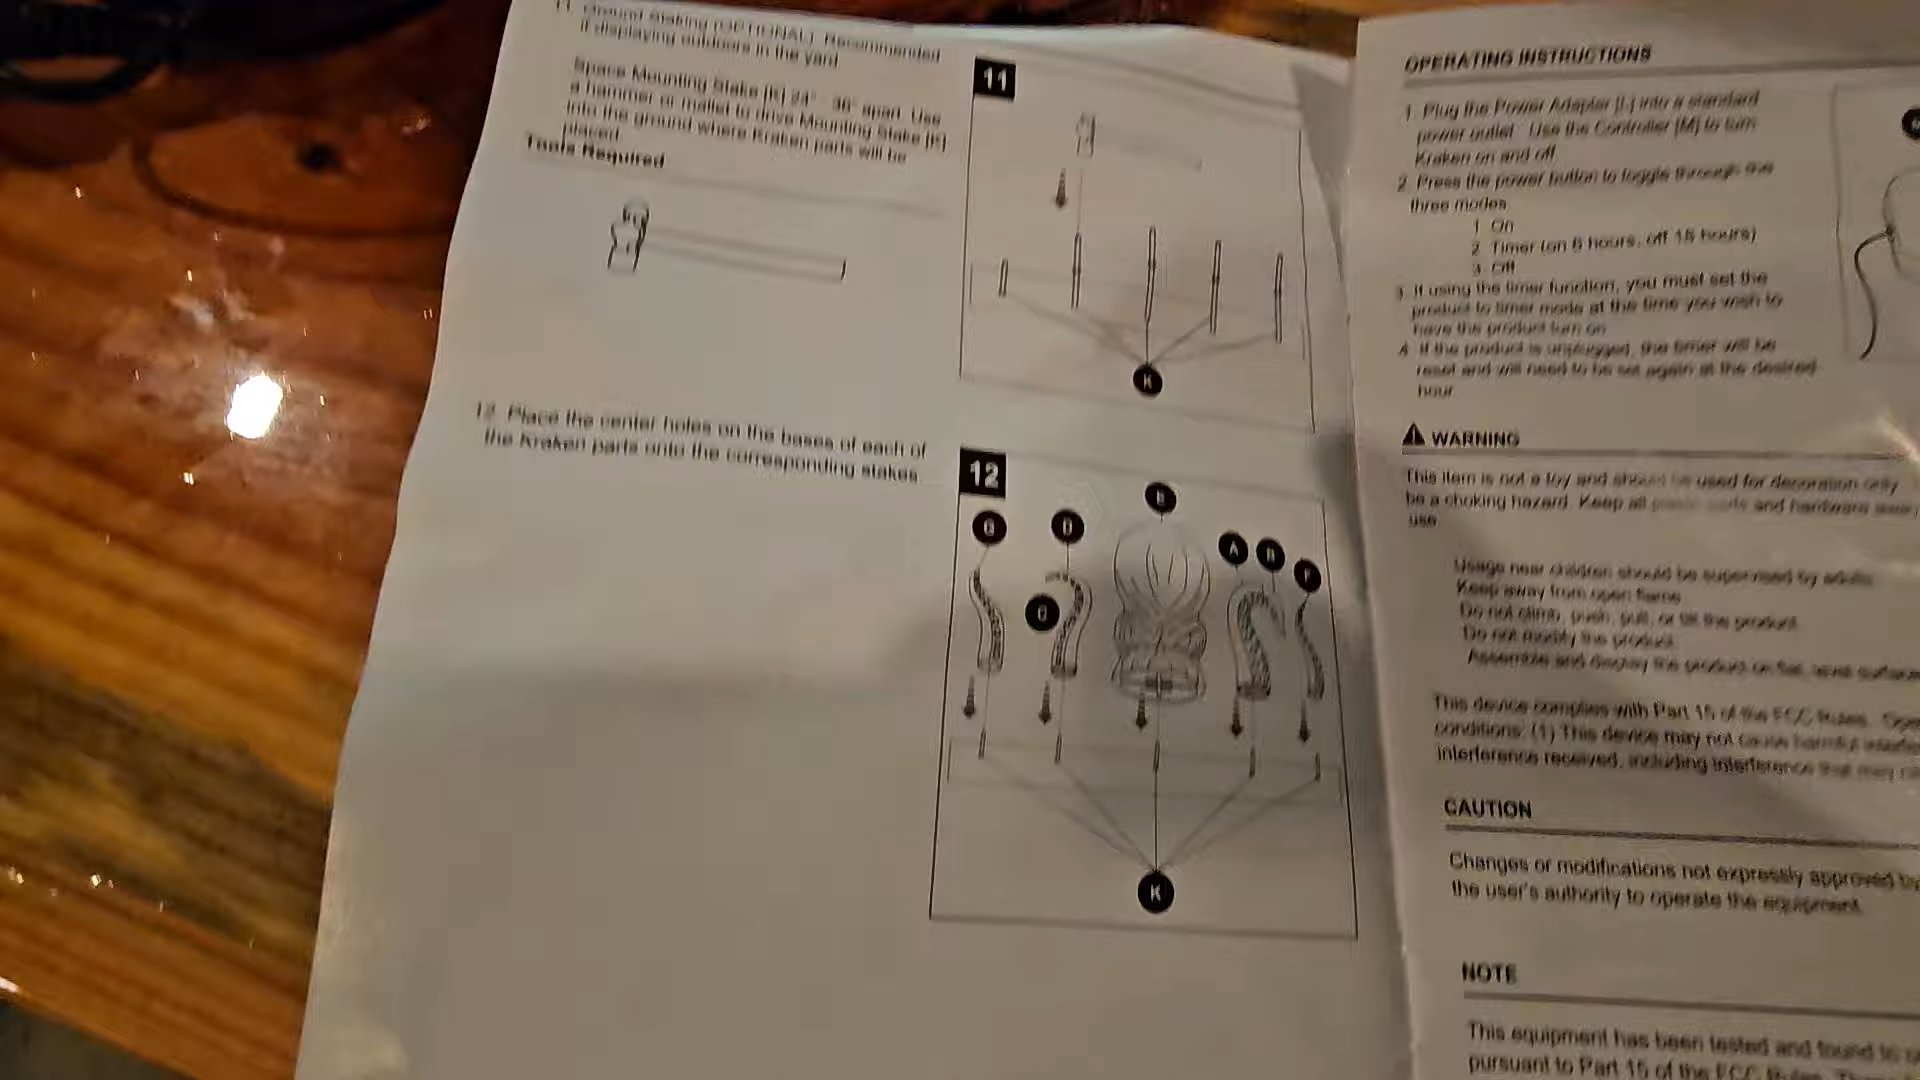 11. Ground Staking (OPTIONAL). Recommended
if displaying outdoors in the yard.
Space Mounting Stake [K] 24" - 36" apart. Use
a hammer or mallet to drive Mounting Stake [K]
into the ground where Kraken parts will be
placed.
Tools Required
11
K
12. Place the center holes on the bases of each of
the Kraken parts onto the corresponding stakes.
12
G
D
A
F
K
OPERATING INSTRUCTIONS
1. Plug the Power Adapter [L] into a standard
power outlet. Use the Controller [M] to turn
Kraken on and off.
2. Press the power button to toggle through the
three modes
1. On
2. Timer (on 6 hours, off 18 hours)
3. Off
3. If using the timer function, you must set the
product to timer mode at the time you wish to
have the product turn on.
4. If the product is unplugged, the timer will be
reset and will need to be set again at the desired
hour.
WARNING
This item is not a toy and should be used for decoration only.
be a choking hazard. Keep all parts and hardware away
use.
Usage near children should be supervised by adults.
Keep away from open flame.
Do not climb, push, pull, or tilt the product.
Do not modify the product.
Assemble and display the product on flat, level surface
This device complies with Part 15 of the FCC Rules.
conditions: (1) This device may not cause harmful
interference received, including interference that may
CAUTION
Changes or modifications not expressly approved by
the user's authority to operate the equipment.
NOTE
This equipment has been tested and found to
pursuant to Part 15 of the FCC Rules.